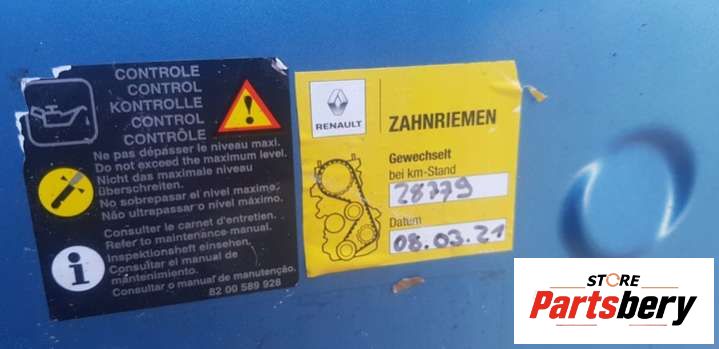 CONTROLE
CONTROL
KONTROLLE
CONTROL
CONTRÔLE
Ne pas dépasser le niveau maxi.
Do not exceed the maximum level.
Nicht das maximale niveau
überschreiten.
No sobrepasar el nivel maximo.
Não ultrapassar o nível máximo.
Consulter le carnet d'entretien.
Refer to maintenance manual.
Inspektionsheft einsehen.
Consultar el manual de
mantenimiento.
Consultar o manual de manutenção.
82 00 589 928
RENAULT
ZAHNRIEMEN
Gewechselt
bei km-Stand
28779
Datum
08.03.21
STORE
Partsbery